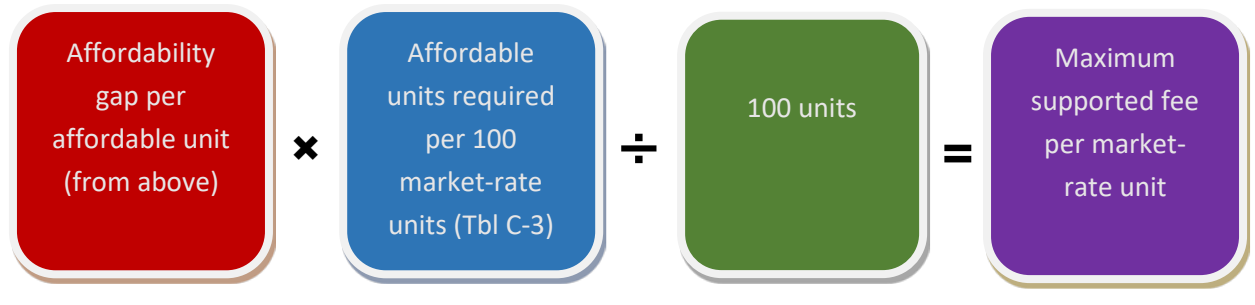 Affordability
gap per
affordable unit
(from above)
×
Affordable
units required
per 100
market-rate
units (Tbl C-3)
÷
100 units
=
Maximum
supported fee
per market-
rate unit